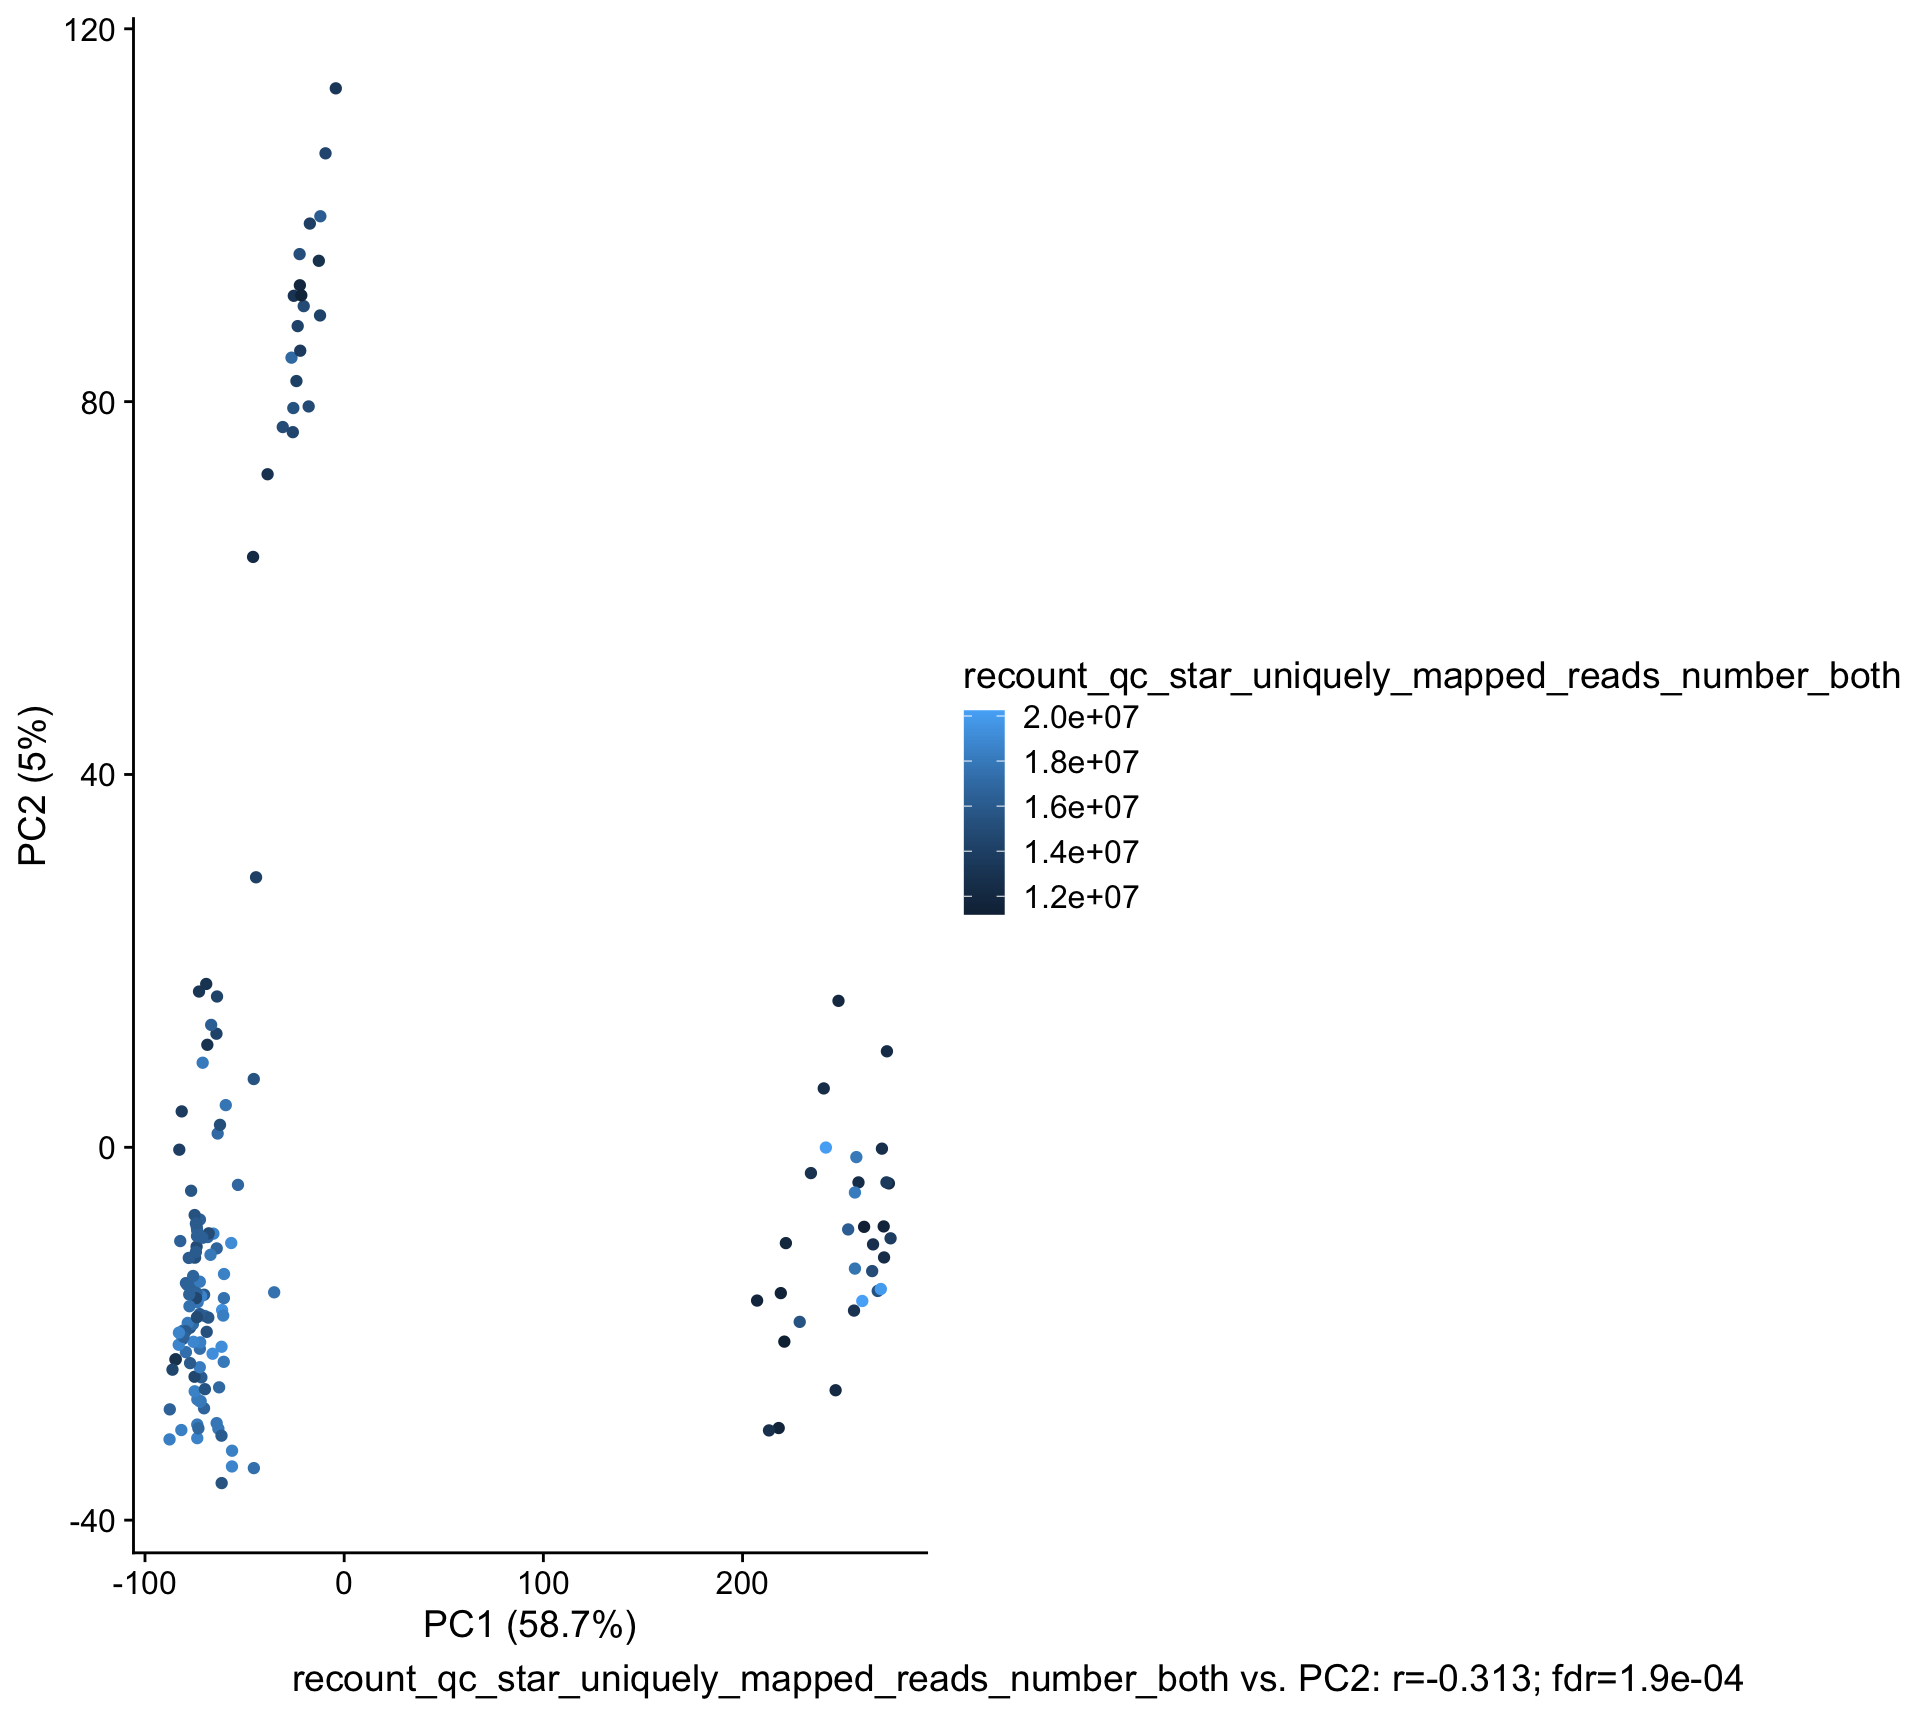 120
80
40
0
-40
PC2 (5%)
-100
0
100
200
PC1 (58.7%)
recount_qc_star_uniquely_mapped_reads_number_both
2.0e+07
1.8e+07
1.6e+07
1.4e+07
1.2e+07
recount_qc_star_uniquely_mapped_reads_number_both vs. PC2: r=-0.313; fdr=1.9e-04